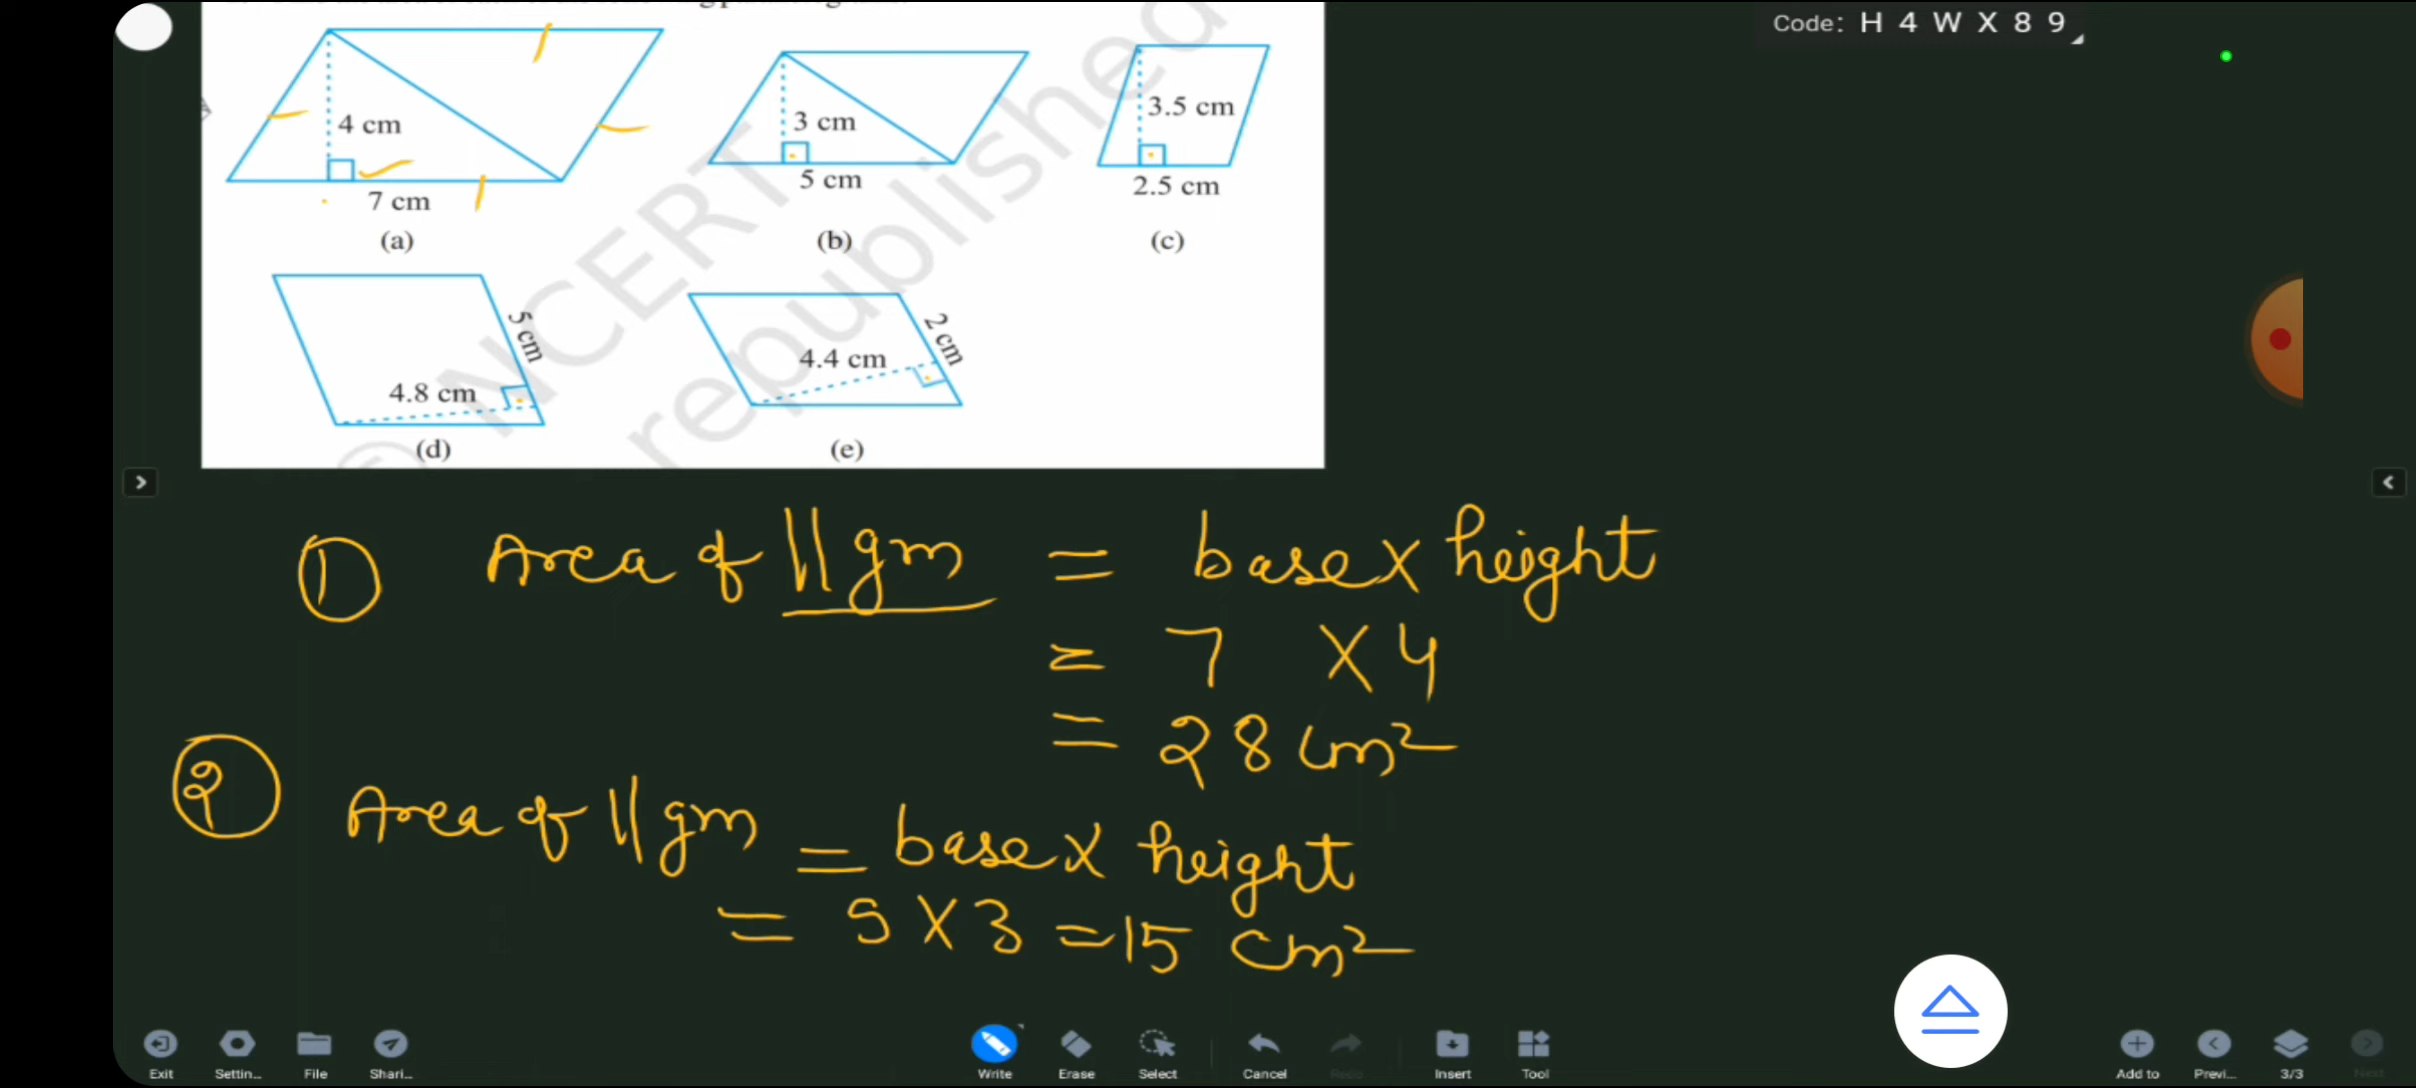 Code: H 4 W X 8 9
4 cm
7 cm
(a)
3 cm
5 cm
(b)
3.5 cm
2.5 cm
(c)
5 cm
4.8 cm
(d)
2 cm
4.4 cm
(e)
© NCERT
republished
① Area of ||gm = base x height
= 7 x 4
= 28 cm²
② Area of ||gm = base x height
= 5 x 3 = 15 cm²
Exit Settin... File Shari... Write Erase Select Cancel Redo Insert Tool Add to Previ... 3/3 Next